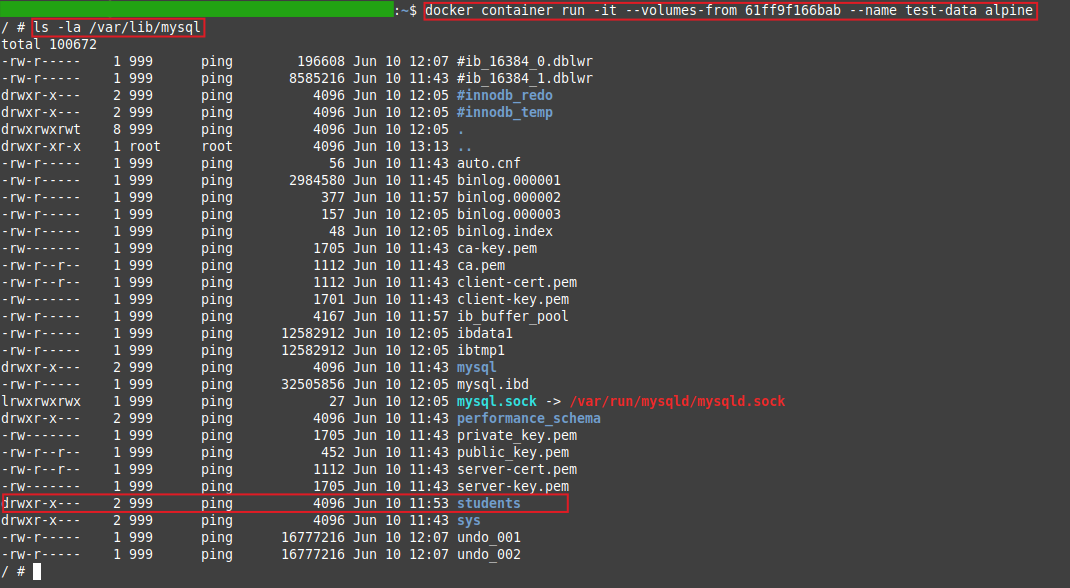 :~$ docker container run -it --volumes-from 61ff9f166bab --name test-data alpine
/ # ls -la /var/lib/mysql
total 100672
-rw-r-----    1 999      ping        196608 Jun 10 12:07 #ib_16384_0.dblwr
-rw-r-----    1 999      ping       8585216 Jun 10 11:43 #ib_16384_1.dblwr
drwxr-x---    2 999      ping          4096 Jun 10 12:05 #innodb_redo
drwxr-x---    2 999      ping          4096 Jun 10 12:05 #innodb_temp
drwxrwxrwt    8 999      ping          4096 Jun 10 12:05 .
drwxr-xr-x    1 root     root          4096 Jun 10 13:13 ..
-rw-r-----    1 999      ping            56 Jun 10 11:43 auto.cnf
-rw-r-----    1 999      ping       2984580 Jun 10 11:45 binlog.000001
-rw-r-----    1 999      ping           377 Jun 10 11:57 binlog.000002
-rw-r-----    1 999      ping           157 Jun 10 12:05 binlog.000003
-rw-r-----    1 999      ping            48 Jun 10 12:05 binlog.index
-rw-------    1 999      ping          1705 Jun 10 11:43 ca-key.pem
-rw-r--r--    1 999      ping          1112 Jun 10 11:43 ca.pem
-rw-r--r--    1 999      ping          1112 Jun 10 11:43 client-cert.pem
-rw-------    1 999      ping          1701 Jun 10 11:43 client-key.pem
-rw-r-----    1 999      ping          4167 Jun 10 11:57 ib_buffer_pool
-rw-r-----    1 999      ping      12582912 Jun 10 12:05 ibdata1
-rw-r-----    1 999      ping      12582912 Jun 10 12:05 ibtmp1
drwxr-x---    2 999      ping          4096 Jun 10 11:43 mysql
-rw-r-----    1 999      ping      32505856 Jun 10 12:05 mysql.ibd
lrwxrwxrwx    1 999      ping            27 Jun 10 12:05 mysql.sock -> /var/run/mysqld/mysqld.sock
drwxr-x---    2 999      ping          4096 Jun 10 11:43 performance_schema
-rw-------    1 999      ping          1705 Jun 10 11:43 private_key.pem
-rw-r--r--    1 999      ping           452 Jun 10 11:43 public_key.pem
-rw-r--r--    1 999      ping          1112 Jun 10 11:43 server-cert.pem
-rw-------    1 999      ping          1705 Jun 10 11:43 server-key.pem
drwxr-x---    2 999      ping          4096 Jun 10 11:53 students
drwxr-x---    2 999      ping          4096 Jun 10 11:43 sys
-rw-r-----    1 999      ping      16777216 Jun 10 12:07 undo_001
-rw-r-----    1 999      ping      16777216 Jun 10 12:07 undo_002
/ #